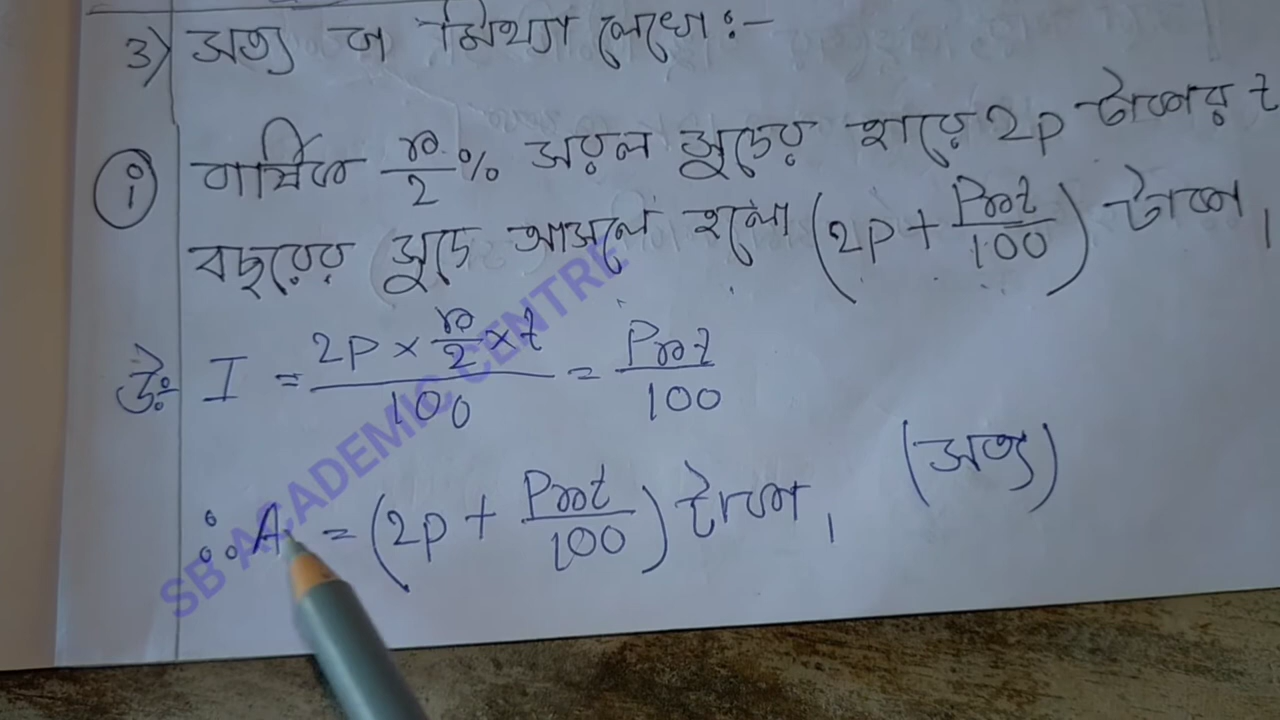 3) সত্য বা মিথ্যা লেখো :-
(i) বার্ষিক r/2 % সরল সুদের হারে 2p টাকার t
বছরের সুদে আসলে হলো (2p + Prt/100) টাকা,
উঃ I = (2p × r/2 × t)/100 = Prt/100
∴ A = (2p + Prt/100) টাকা, (সত্য)
SB ACADEMIC CENTRE